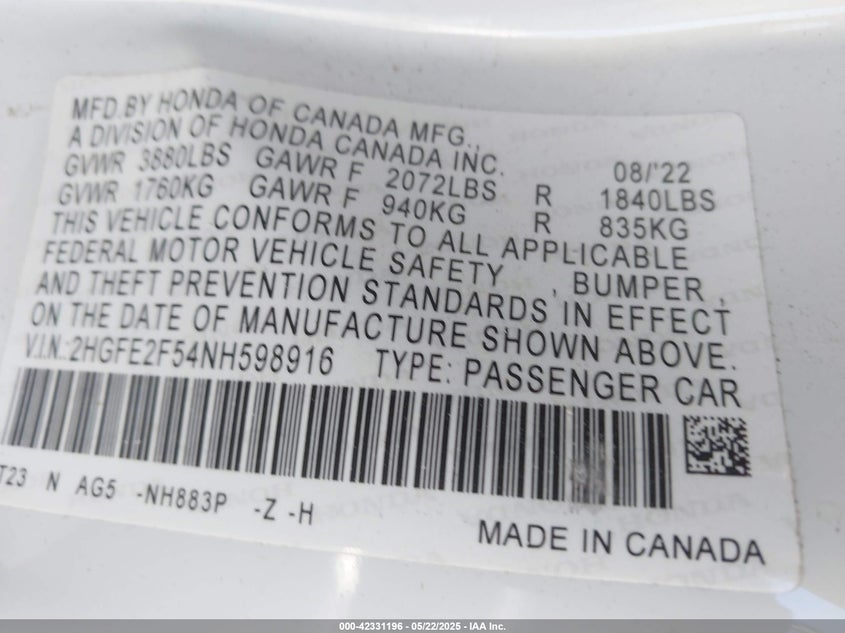 MFD.BY HONDA OF CANADA MFG.,
A DIVISION OF HONDA CANADA INC. 08/'22
GVWR 3880LBS GAWR F 2072LBS R 1840LBS
GVWR 1760KG GAWR F 940KG R 835KG
THIS VEHICLE CONFORMS TO ALL APPLICABLE
FEDERAL MOTOR VEHICLE SAFETY , BUMPER ,
AND THEFT PREVENTION STANDARDS IN EFFECT
ON THE DATE OF MANUFACTURE SHOWN ABOVE.
V.I.N.:2HGFE2F54NH598916 TYPE: PASSENGER CAR
T23 N AG5 -NH883P -Z -H
MADE IN CANADA
000-42331196 - 05/22/2025 - IAA Inc.